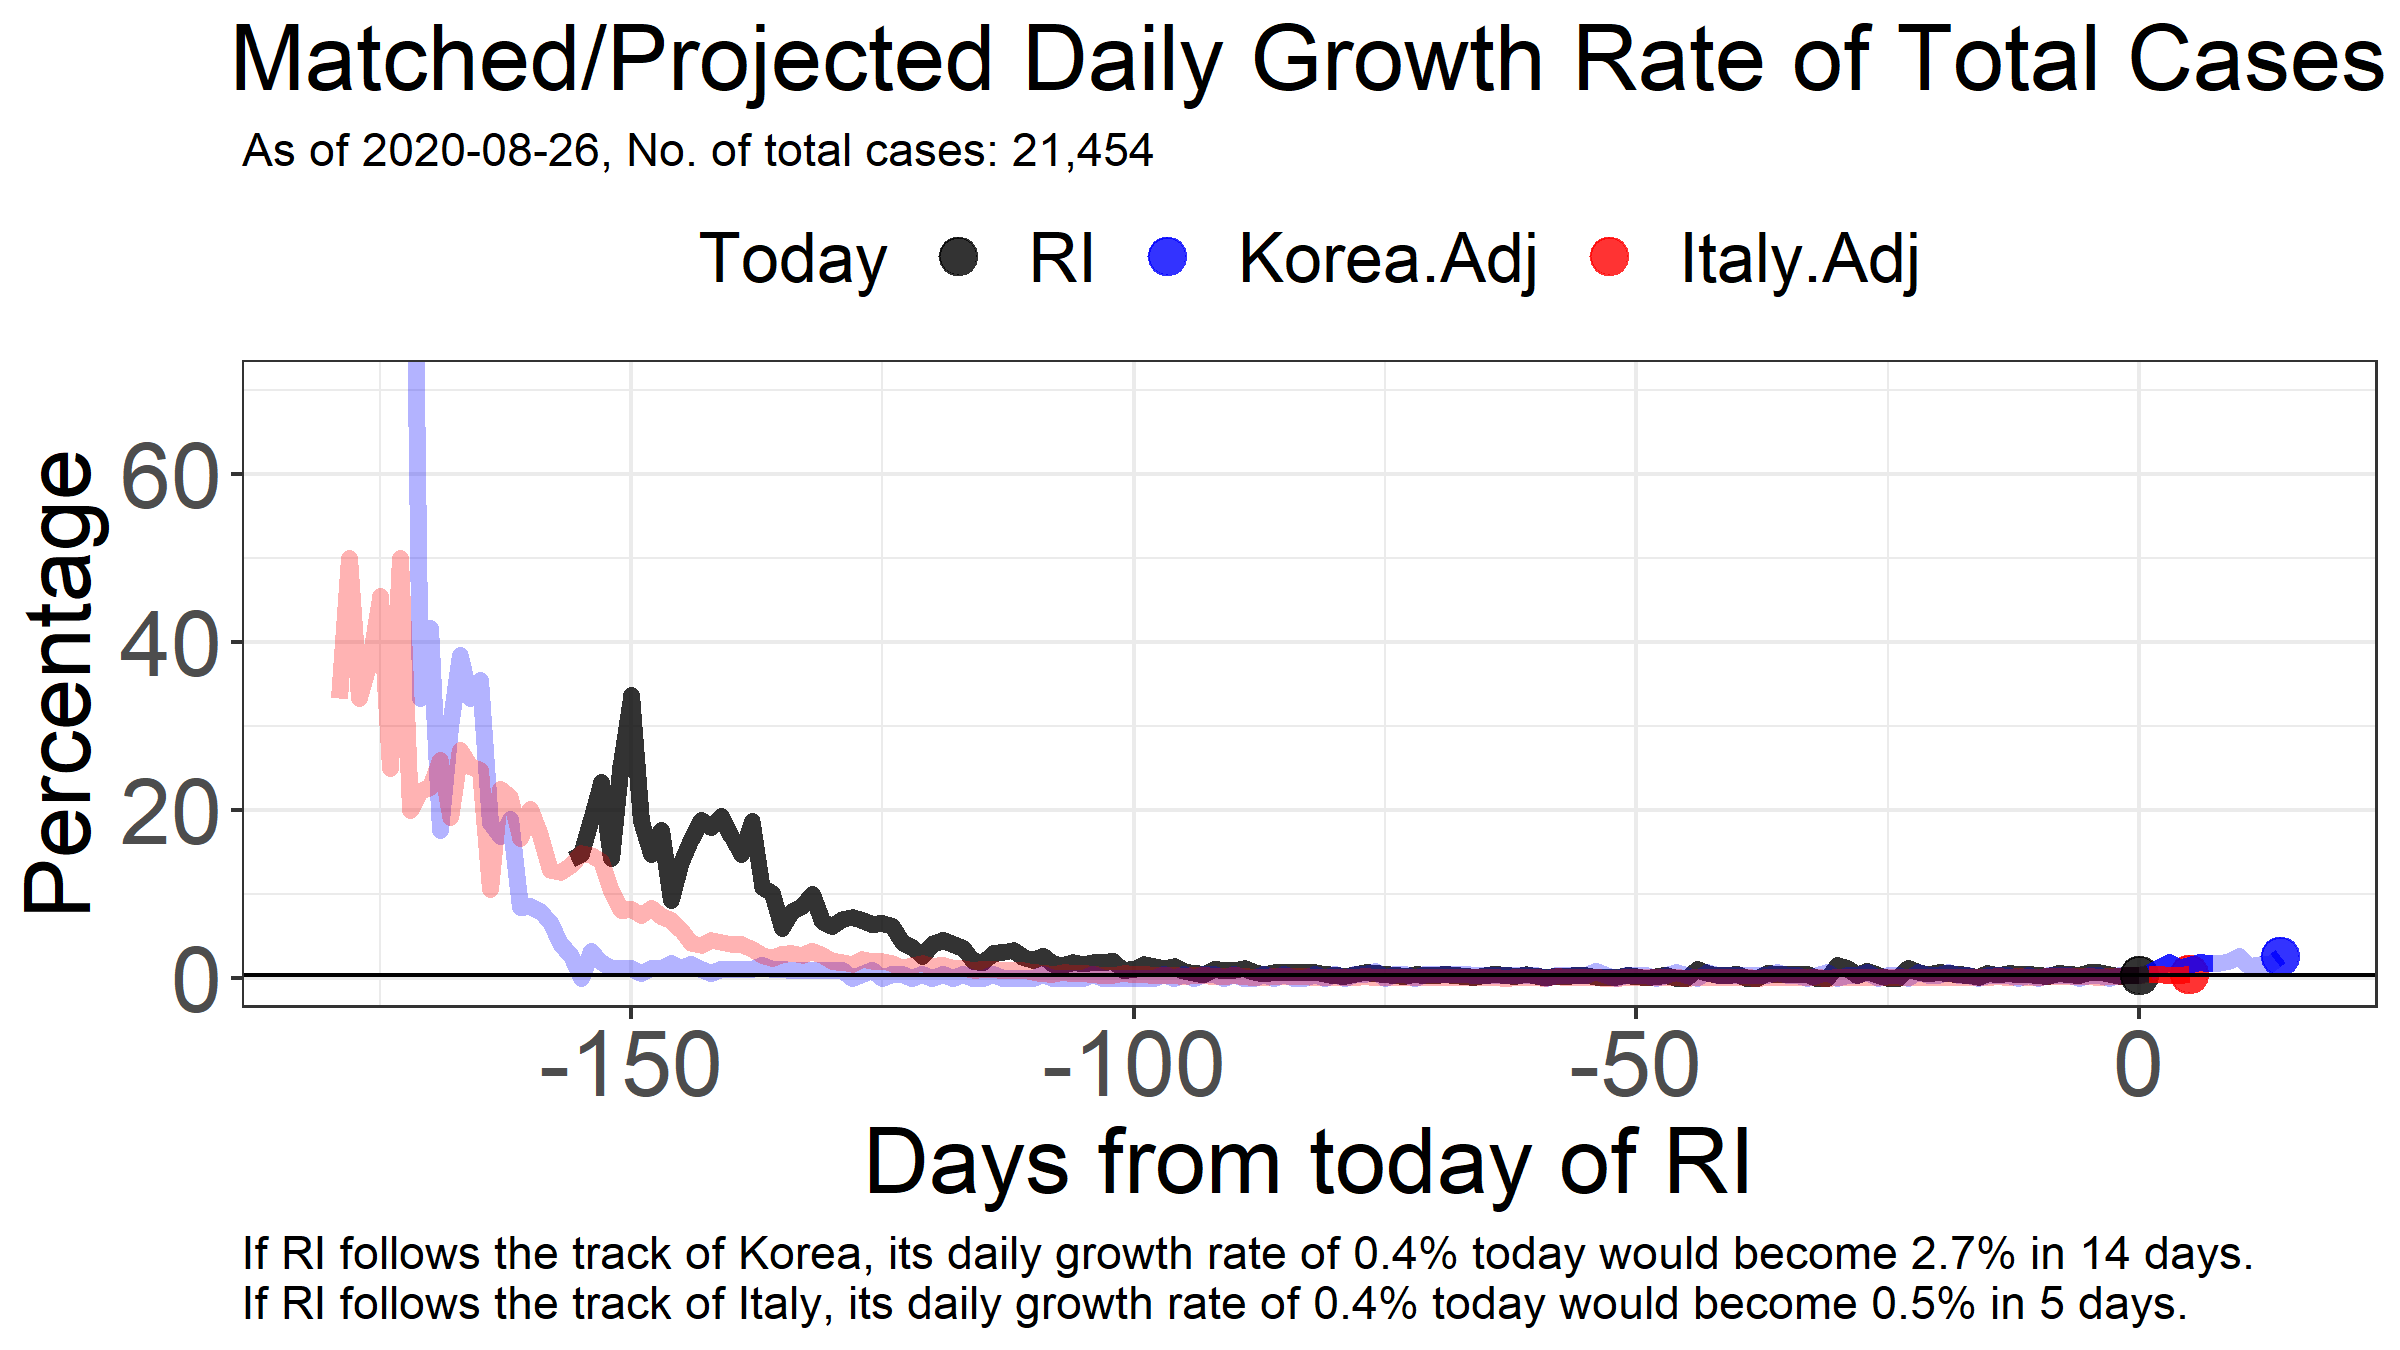 Matched/Projected Daily Growth Rate of Total Cases
As of 2020-08-26, No. of total cases: 21,454
Today RI Korea.Adj Italy.Adj
Percentage
60
40
20
0
-150 -100 -50 0
Days from today of RI
If RI follows the track of Korea, its daily growth rate of 0.4% today would become 2.7% in 14 days.
If RI follows the track of Italy, its daily growth rate of 0.4% today would become 0.5% in 5 days.